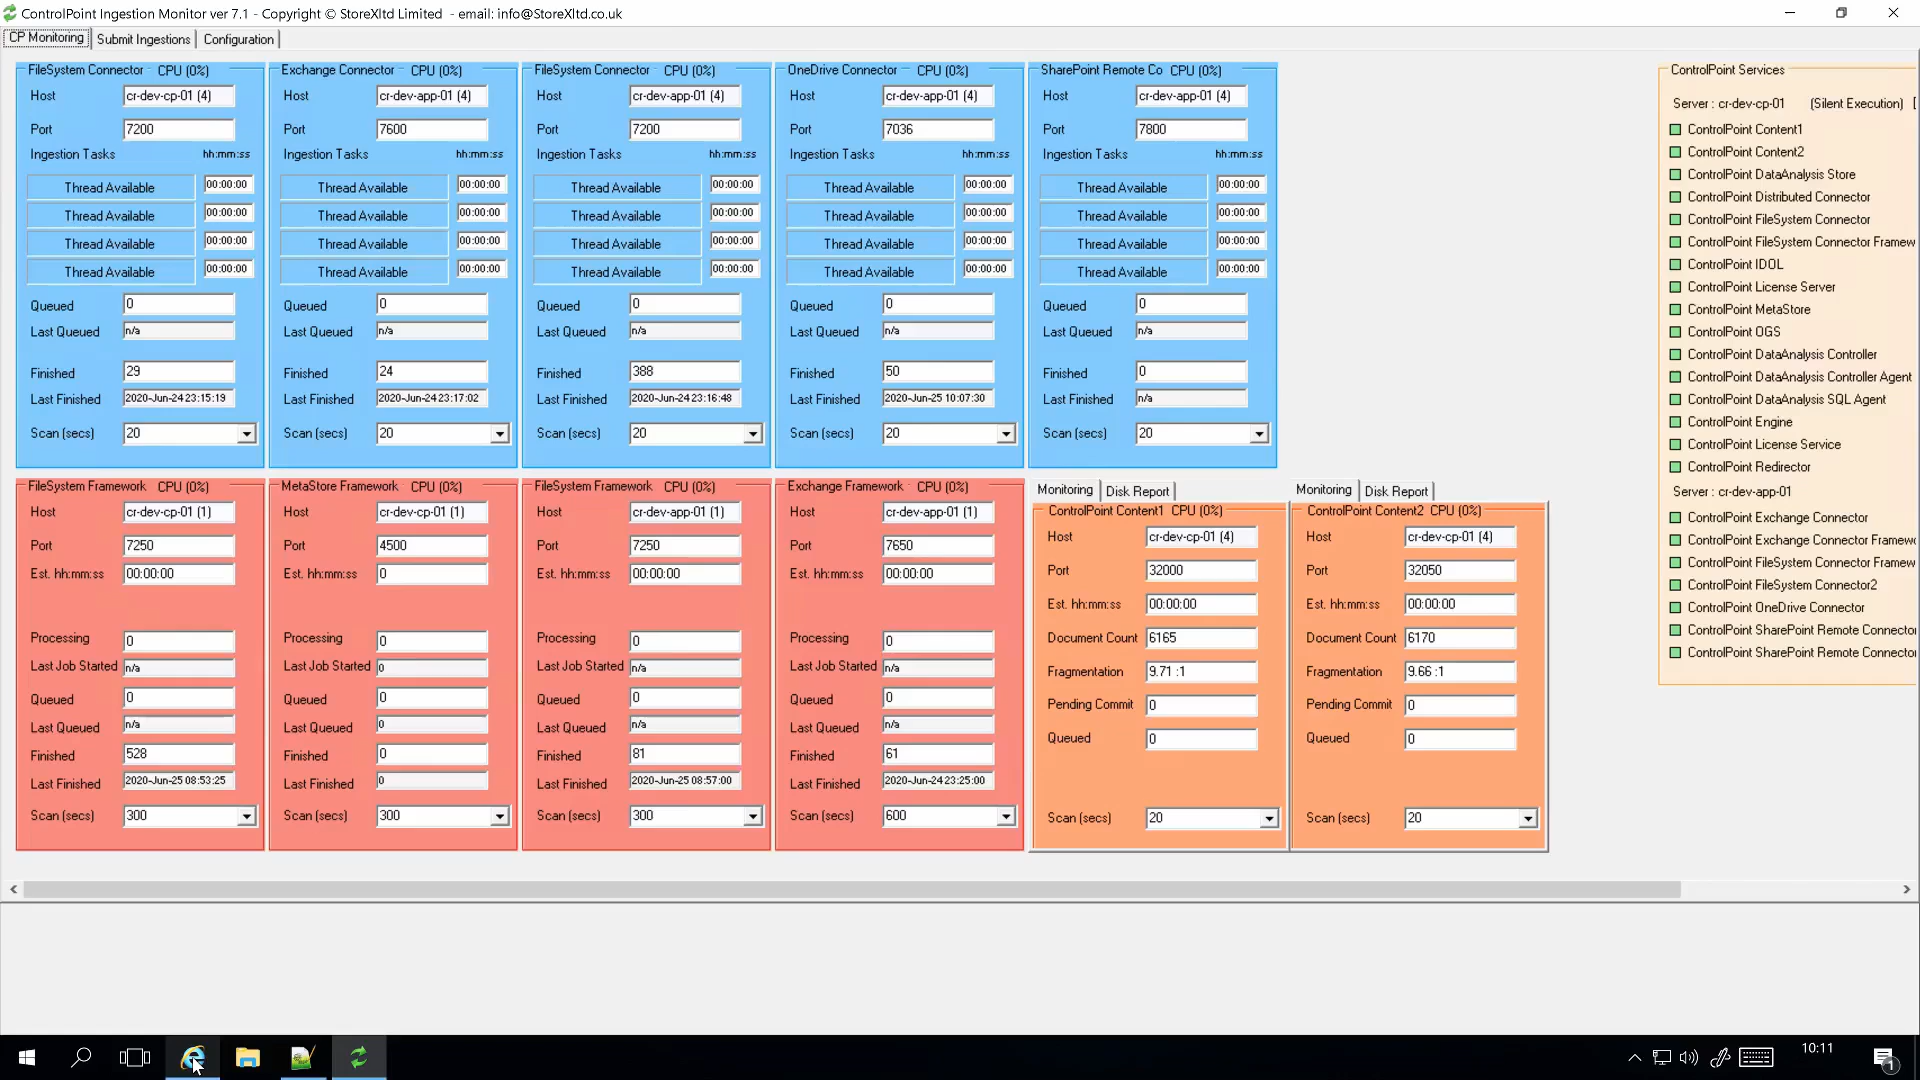 ControlPoint Ingestion Monitor ver 7.1 - Copyright © StoreXltd Limited - email: info@StoreXltd.co.uk
CP Monitoring Submit Ingestions Configuration
FileSystem Connector CPU (0%)
Host cr-dev-cp-01 (4)
Port 7200
Ingestion Tasks hh:mm:ss
Thread Available 00:00:00
Thread Available 00:00:00
Thread Available 00:00:00
Thread Available 00:00:00
Queued 0
Last Queued n/a
Finished 29
Last Finished 2020-Jun-24 23:15:19
Scan (secs) 20
Exchange Connector CPU (0%)
Host cr-dev-app-01 (4)
Port 7600
Ingestion Tasks hh:mm:ss
Thread Available 00:00:00
Thread Available 00:00:00
Thread Available 00:00:00
Thread Available 00:00:00
Queued 0
Last Queued n/a
Finished 24
Last Finished 2020-Jun-24 23:17:02
Scan (secs) 20
FileSystem Connector CPU (0%)
Host cr-dev-app-01 (4)
Port 7200
Ingestion Tasks hh:mm:ss
Thread Available 00:00:00
Thread Available 00:00:00
Thread Available 00:00:00
Thread Available 00:00:00
Queued 0
Last Queued n/a
Finished 388
Last Finished 2020-Jun-24 23:16:48
Scan (secs) 20
OneDrive Connector CPU (0%)
Host cr-dev-app-01 (4)
Port 7036
Ingestion Tasks hh:mm:ss
Thread Available 00:00:00
Thread Available 00:00:00
Thread Available 00:00:00
Thread Available 00:00:00
Queued 0
Last Queued n/a
Finished 50
Last Finished 2020-Jun-25 10:07:30
Scan (secs) 20
SharePoint Remote Co CPU (0%)
Host cr-dev-app-01 (4)
Port 7800
Ingestion Tasks hh:mm:ss
Thread Available 00:00:00
Thread Available 00:00:00
Thread Available 00:00:00
Thread Available 00:00:00
Queued 0
Last Queued n/a
Finished 0
Last Finished n/a
Scan (secs) 20
FileSystem Framework CPU (0%)
Host cr-dev-cp-01 (1)
Port 7250
Est. hh:mm:ss 00:00:00
Processing 0
Last Job Started n/a
Queued 0
Last Queued n/a
Finished 528
Last Finished 2020-Jun-25 08:53:25
Scan (secs) 300
MetaStore Framework CPU (0%)
Host cr-dev-cp-01 (1)
Port 4500
Est. hh:mm:ss 0
Processing 0
Last Job Started 0
Queued 0
Last Queued 0
Finished 0
Last Finished 0
Scan (secs) 300
FileSystem Framework CPU (0%)
Host cr-dev-app-01 (1)
Port 7250
Est. hh:mm:ss 00:00:00
Processing 0
Last Job Started n/a
Queued 0
Last Queued n/a
Finished 81
Last Finished 2020-Jun-25 08:57:00
Scan (secs) 300
Exchange Framework CPU (0%)
Host cr-dev-app-01 (1)
Port 7650
Est. hh:mm:ss 00:00:00
Processing 0
Last Job Started n/a
Queued 0
Last Queued n/a
Finished 61
Last Finished 2020-Jun-24 23:25:00
Scan (secs) 600
Monitoring Disk Report
ControlPoint Content1 CPU (0%)
Host cr-dev-cp-01 (4)
Port 32000
Est. hh:mm:ss 00:00:00
Document Count 6165
Fragmentation 9.71 :1
Pending Commit 0
Queued 0
Scan (secs) 20
Monitoring Disk Report
ControlPoint Content2 CPU (0%)
Host cr-dev-cp-01 (4)
Port 32050
Est. hh:mm:ss 00:00:00
Document Count 6170
Fragmentation 9.66 :1
Pending Commit 0
Queued 0
Scan (secs) 20
ControlPoint Services
Server : cr-dev-cp-01 (Silent Execution) [
ControlPoint Content1
ControlPoint Content2
ControlPoint DataAnalysis Store
ControlPoint Distributed Connector
ControlPoint FileSystem Connector
ControlPoint FileSystem Connector Framew
ControlPoint IDOL
ControlPoint License Server
ControlPoint MetaStore
ControlPoint OGS
ControlPoint DataAnalysis Controller
ControlPoint DataAnalysis Controller Agent
ControlPoint DataAnalysis SQL Agent
ControlPoint Engine
ControlPoint License Service
ControlPoint Redirector
Server : cr-dev-app-01
ControlPoint Exchange Connector
ControlPoint Exchange Connector Framew
ControlPoint FileSystem Connector Framew
ControlPoint FileSystem Connector2
ControlPoint OneDrive Connector
ControlPoint SharePoint Remote Connector
ControlPoint SharePoint Remote Connector
10:11
1